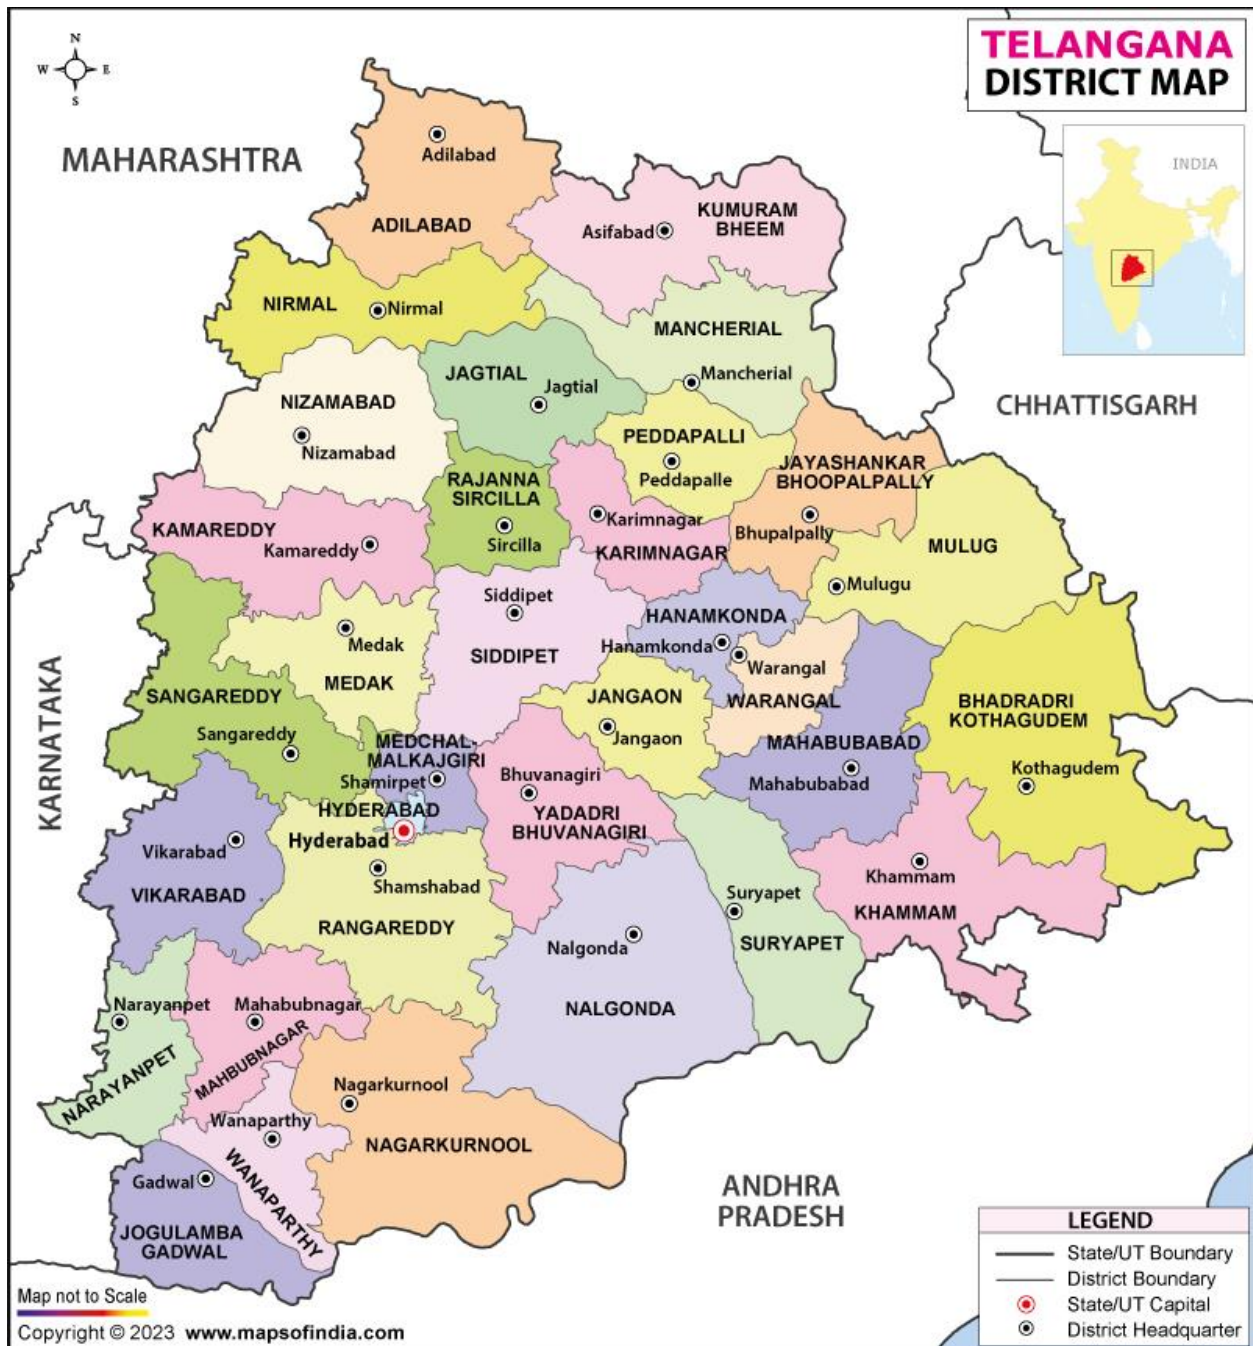 TELANGANA
DISTRICT MAP
N
W E
S
INDIA
MAHARASHTRA
CHHATTISGARH
KARNATAKA
ANDHRA
PRADESH
Adilabad
ADILABAD
KUMURAM
BHEEM
Asifabad
NIRMAL
Nirmal
MANCHERIAL
Mancherial
JAGTIAL
Jagtial
NIZAMABAD
Nizamabad
PEDDAPALLI
Peddapalle
JAYASHANKAR
BHOOPALPALLY
Bhupalpally
RAJANNA
SIRCILLA
Sircilla
Karimnagar
KARIMNAGAR
KAMAREDDY
Kamareddy
MULUG
Mulugu
Siddipet
SIDDIPET
HANAMKONDA
Hanamkonda
Warangal
WARANGAL
Medak
MEDAK
SANGAREDDY
Sangareddy
JANGAON
Jangaon
MAHABUBABAD
Mahabubabad
BHADRADRI
KOTHAGUDEM
Kothagudem
MEDCHAL-
MALKAJGIRI
Shamirpet
HYDERABAD
Hyderabad
Bhuvanagiri
YADADRI
BHUVANAGIRI
Vikarabad
VIKARABAD
Shamshabad
RANGAREDDY
Khammam
KHAMMAM
Suryapet
SURYAPET
Nalgonda
NALGONDA
Narayanpet
NARAYANPET
Mahabubnagar
MAHBUBNAGAR
Nagarkurnool
NAGARKURNOOL
Wanaparthy
WANAPARTHY
Gadwal
JOGULAMBA
GADWAL
LEGEND
State/UT Boundary
District Boundary
State/UT Capital
District Headquarter
Map not to Scale
Copyright © 2023 www.mapsofindia.com